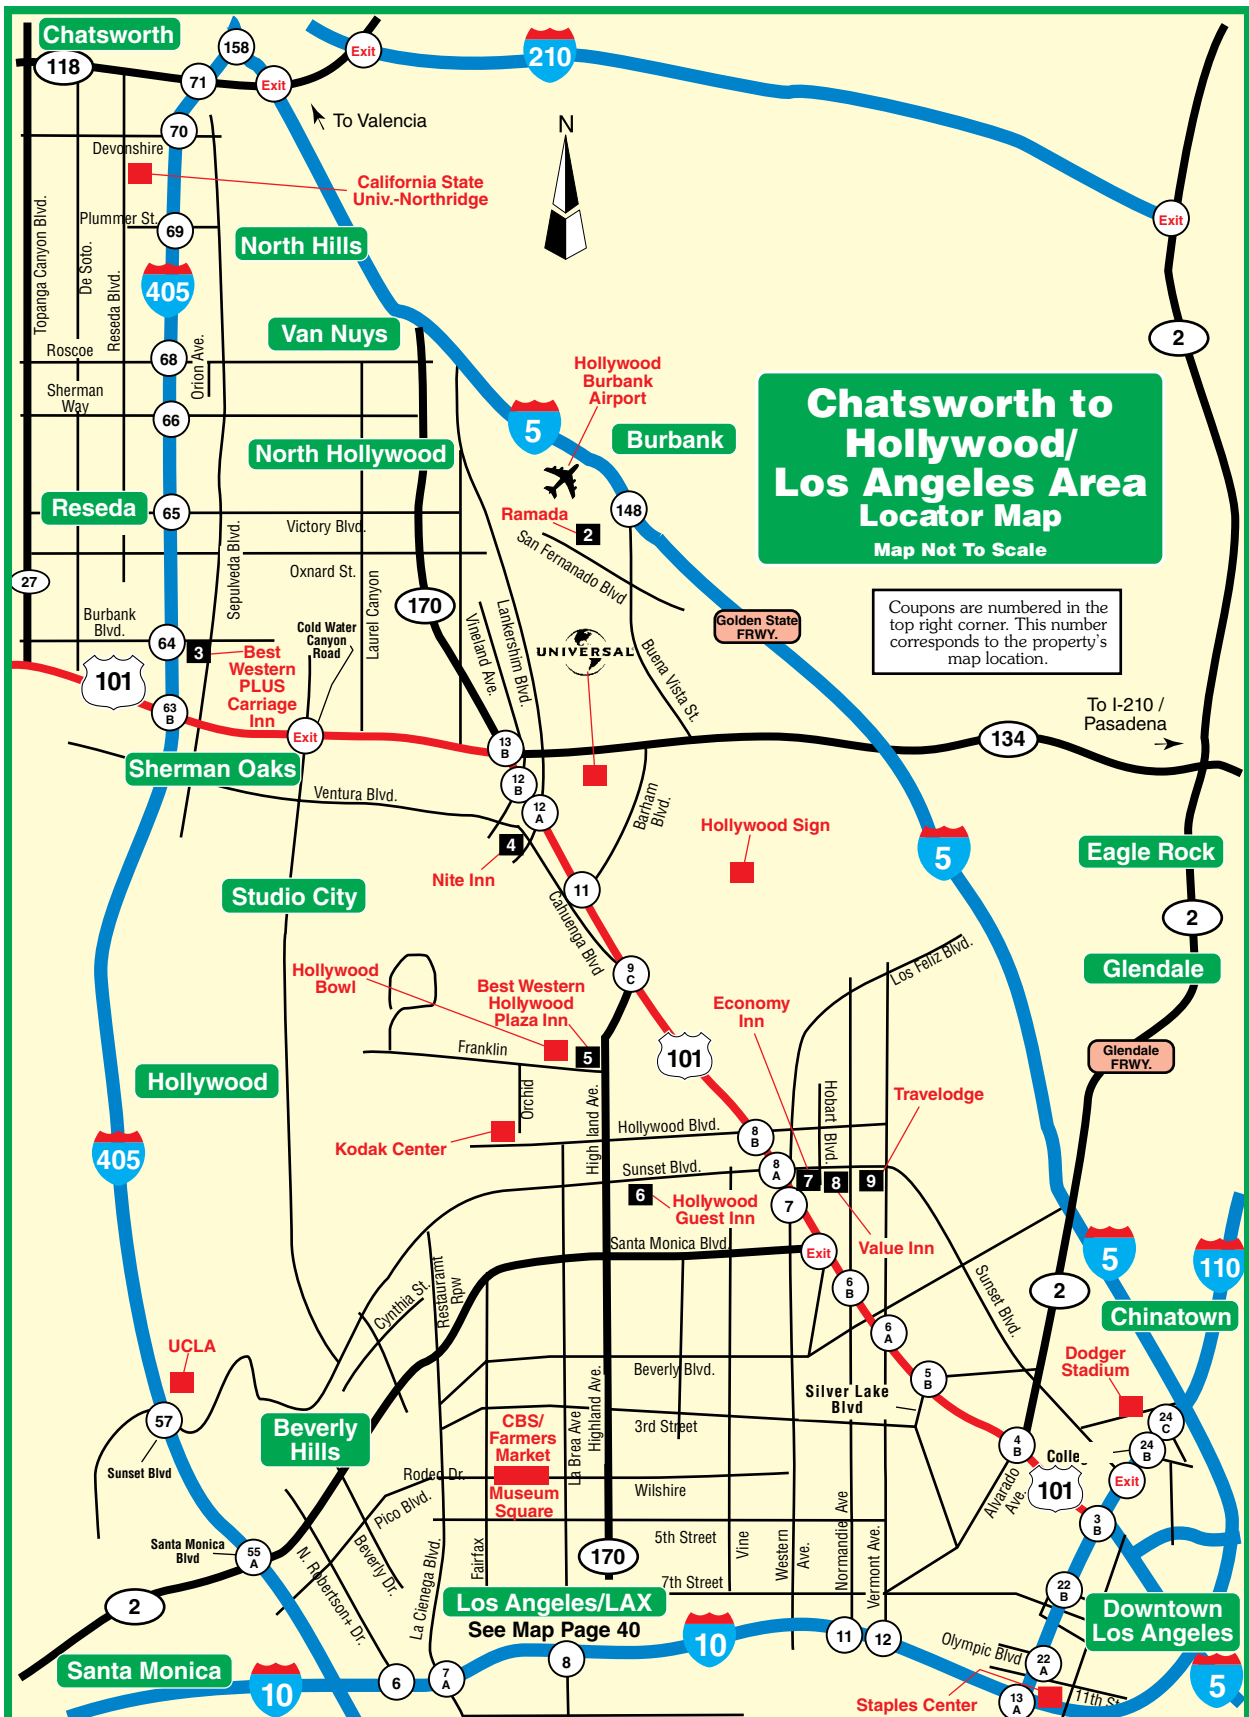 Chatsworth
118
158
71
Exit
Exit
210
To Valencia
N
70
Devonshire
California State
Univ.-Northridge
Plummer St.
69
North Hills
Exit
Topanga Canyon Blvd.
De Soto.
Reseda Blvd.
405
Van Nuys
2
Roscoe
68
Orion Ave.
Sherman
Way
66
Hollywood
Burbank
Airport
5
Burbank
North Hollywood
Chatsworth to
Hollywood/
Los Angeles Area
Locator Map
Map Not To Scale
Reseda
65
148
Ramada
2
Victory Blvd.
San Fernanado Blvd
Sepulveda Blvd.
Oxnard St.
Laurel Canyon
27
170
Coupons are numbered in the
top right corner. This number
corresponds to the property's
map location.
Burbank
Blvd.
64
3
Best
Western
PLUS
Carriage
Inn
Cold Water
Canyon
Road
Vineland Ave.
Lankershim Blvd.
UNIVERSAL
Buena Vista St.
Golden State
FRWY.
101
63
B
Exit
13
B
134
To I-210 /
Pasadena
Sherman Oaks
Ventura Blvd.
12
B
12
A
Barham
Blvd.
Hollywood Sign
5
Eagle Rock
4
Nite Inn
11
Studio City
Cahuenga Blvd
2
Glendale
Los Feliz Blvd.
9
C
Hollywood
Bowl
Best Western
Hollywood
Plaza Inn
5
Economy
Inn
101
Franklin
Glendale
FRWY.
Hollywood
Orchid
Highland Ave.
Hobart Blvd.
Travelodge
Kodak Center
Hollywood Blvd.
8
B
405
Sunset Blvd.
8
A
7
8
9
6
Hollywood
Guest Inn
7
Value Inn
Santa Monica Blvd.
Exit
5
110
Restauramt
Rpw
Cynthia St.
6
B
Sunset Blvd.
2
Chinatown
6
A
UCLA
Beverly Blvd.
5
B
Dodger
Stadium
Silver Lake
Blvd
57
Sunset Blvd
Beverly
Hills
CBS/
Farmers
Market
La Brea Ave
Highland Ave.
3rd Street
24
C
4
B
24
B
Exit
Rodeo Dr.
Museum
Square
Wilshire
Alvarado
Ave.
101
Pico Blvd.
3
B
Santa Monica
Blvd
55
A
N. Robertson+ Dr.
Beverly Dr.
La Cienega Blvd.
Fairfax
170
5th Street
Vine
Western
Ave.
Normandie Ave
Vermont Ave.
7th Street
22
B
2
Los Angeles/LAX
See Map Page 40
Downtown
Los Angeles
Santa Monica
10
6
7
A
8
10
11
12
Olympic Blvd
22
A
Staples Center
13
A
11th St
5